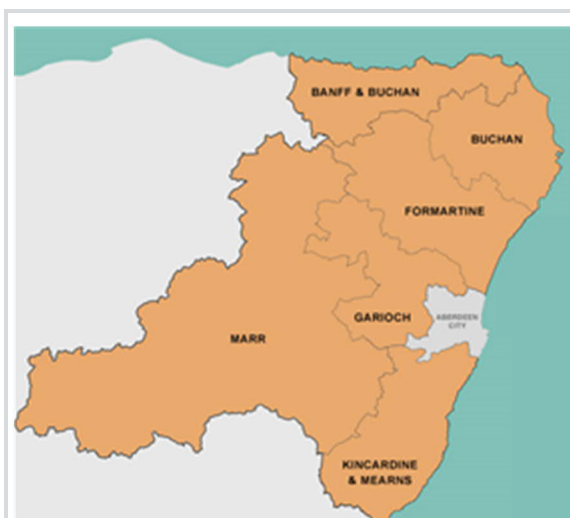 BANFF & BUCHAN
BUCHAN
FORMARTINE
GARIOCH
ABERDEEN
CITY
MARR
KINCARDINE
& MEARNS